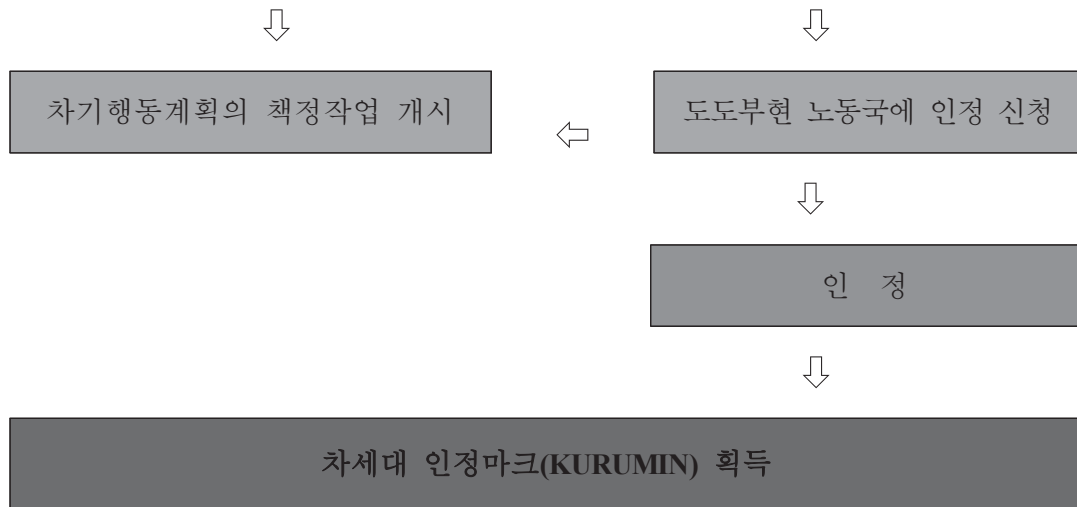 차기행동계획의 책정작업 개시
도도부현 노동국에 인정 신청
인 정
차세대 인정마크(KURUMIN) 획득